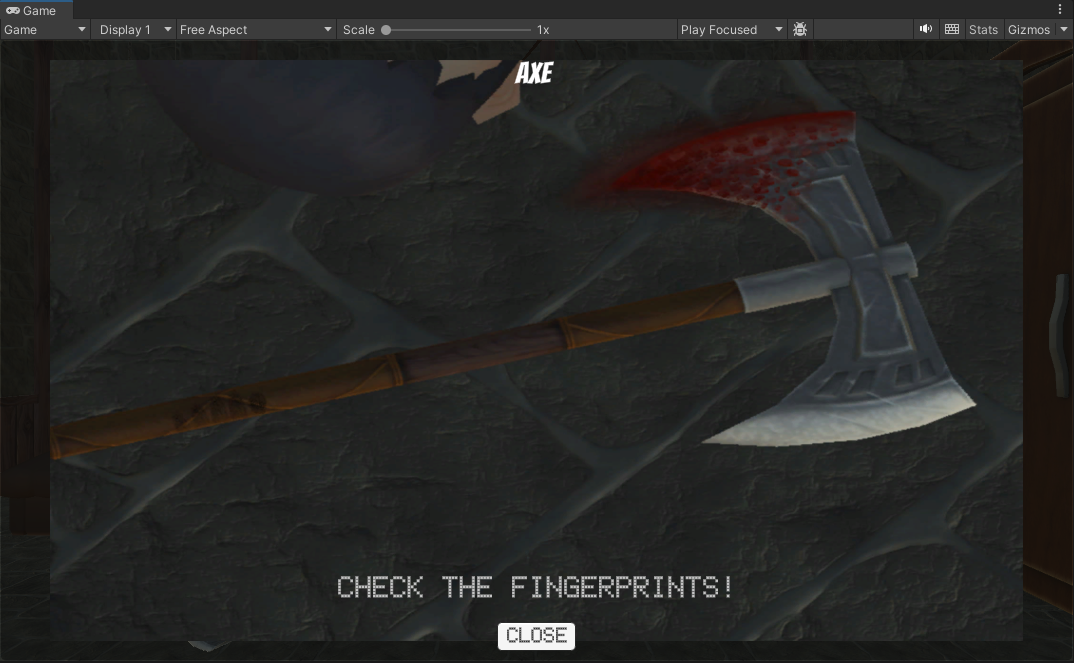 Game
Game Display 1 Free Aspect Scale 1x Play Focused Stats Gizmos
AXE
CHECK THE FINGERPRINTS!
CLOSE